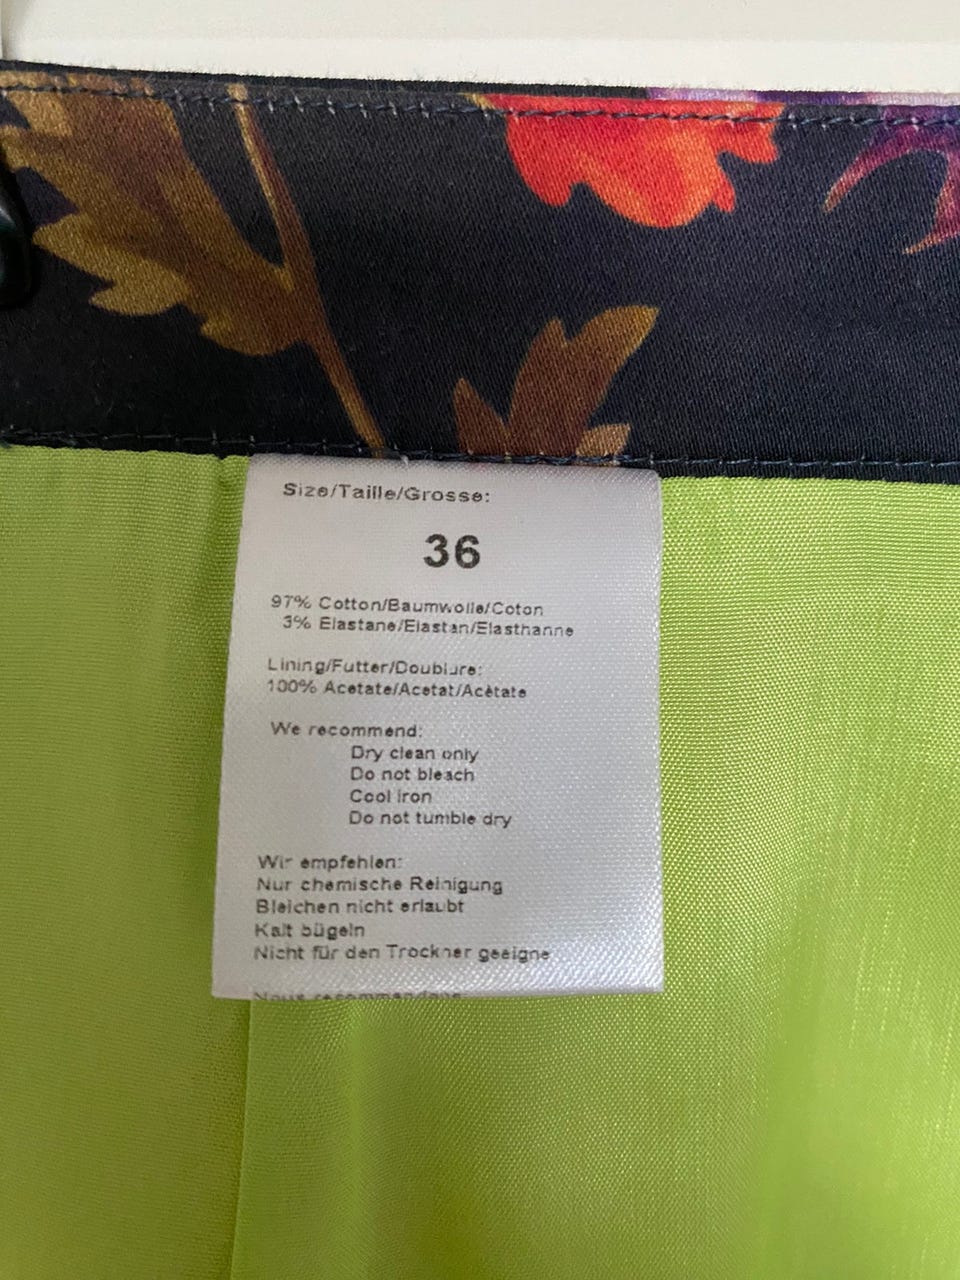 Size/Taille/Grosse:
36
97% Cotton/Baumwolle/Coton
3% Elastane/Elastan/Elasthanne
Lining/Futter/Doublure:
100% Acetate/Acetat/Acètate
We recommend:
Dry clean only
Do not bleach
Cool iron
Do not tumble dry
Wir empfehlen:
Nur chemische Reinigung
Bleichen nicht erlaubt
Kalt bügeln
Nicht für den Trockner geeigne
Nous recommandons: